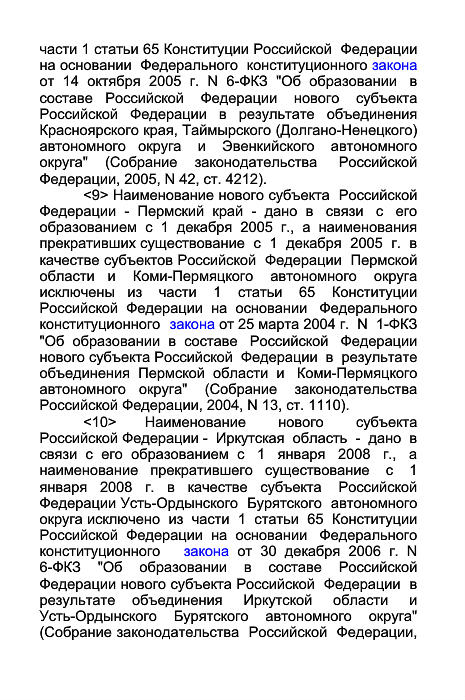 части 1 статьи 65 Конституции Российской Федерации
на основании Федерального конституционного закона
от 14 октября 2005 г. N 6-ФКЗ "Об образовании в
составе Российской Федерации нового субъекта
Российской Федерации в результате объединения
Красноярского края, Таймырского (Долгано-Ненецкого)
автономного округа и Эвенкийского автономного
округа" (Собрание законодательства Российской
Федерации, 2005, N 42, ст. 4212).
<9> Наименование нового субъекта Российской
Федерации - Пермский край - дано в связи с его
образованием с 1 декабря 2005 г., а наименования
прекративших существование с 1 декабря 2005 г. в
качестве субъектов Российской Федерации Пермской
области и Коми-Пермяцкого автономного округа
исключены из части 1 статьи 65 Конституции
Российской Федерации на основании Федерального
конституционного закона от 25 марта 2004 г. N 1-ФКЗ
"Об образовании в составе Российской Федерации
нового субъекта Российской Федерации в результате
объединения Пермской области и Коми-Пермяцкого
автономного округа" (Собрание законодательства
Российской Федерации, 2004, N 13, ст. 1110).
<10> Наименование нового субъекта
Российской Федерации - Иркутская область - дано в
связи с его образованием с 1 января 2008 г., а
наименование прекратившего существование с 1
января 2008 г. в качестве субъекта Российской
Федерации Усть-Ордынского Бурятского автономного
округа исключено из части 1 статьи 65 Конституции
Российской Федерации на основании Федерального
конституционного закона от 30 декабря 2006 г. N
6-ФКЗ "Об образовании в составе Российской
Федерации нового субъекта Российской Федерации в
результате объединения Иркутской области и
Усть-Ордынского Бурятского автономного округа"
(Собрание законодательства Российской Федерации,